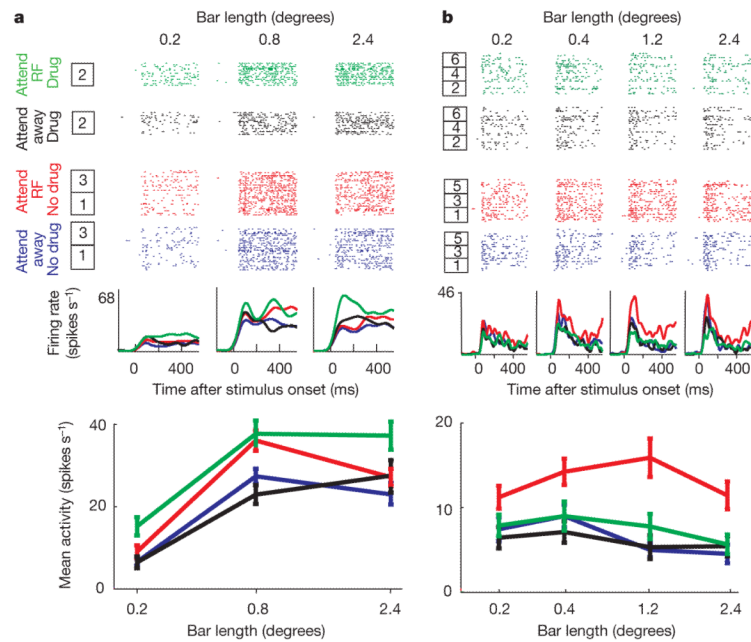 a
Bar length (degrees)
0.2 0.8 2.4
Attend RF Drug
2
Attend away Drug
2
Attend RF No drug
3
1
Attend away No drug
3
1
Firing rate (spikes s⁻¹)
68
0 400 0 400 0 400
Time after stimulus onset (ms)
Mean activity (spikes s⁻¹)
40
20
0
0.2 0.8 2.4
Bar length (degrees)
b
Bar length (degrees)
0.2 0.4 1.2 2.4
6
4
2
6
4
2
5
3
1
5
3
1
46
0 400 0 400 0 400 0 400
Time after stimulus onset (ms)
20
10
0
0.2 0.4 1.2 2.4
Bar length (degrees)